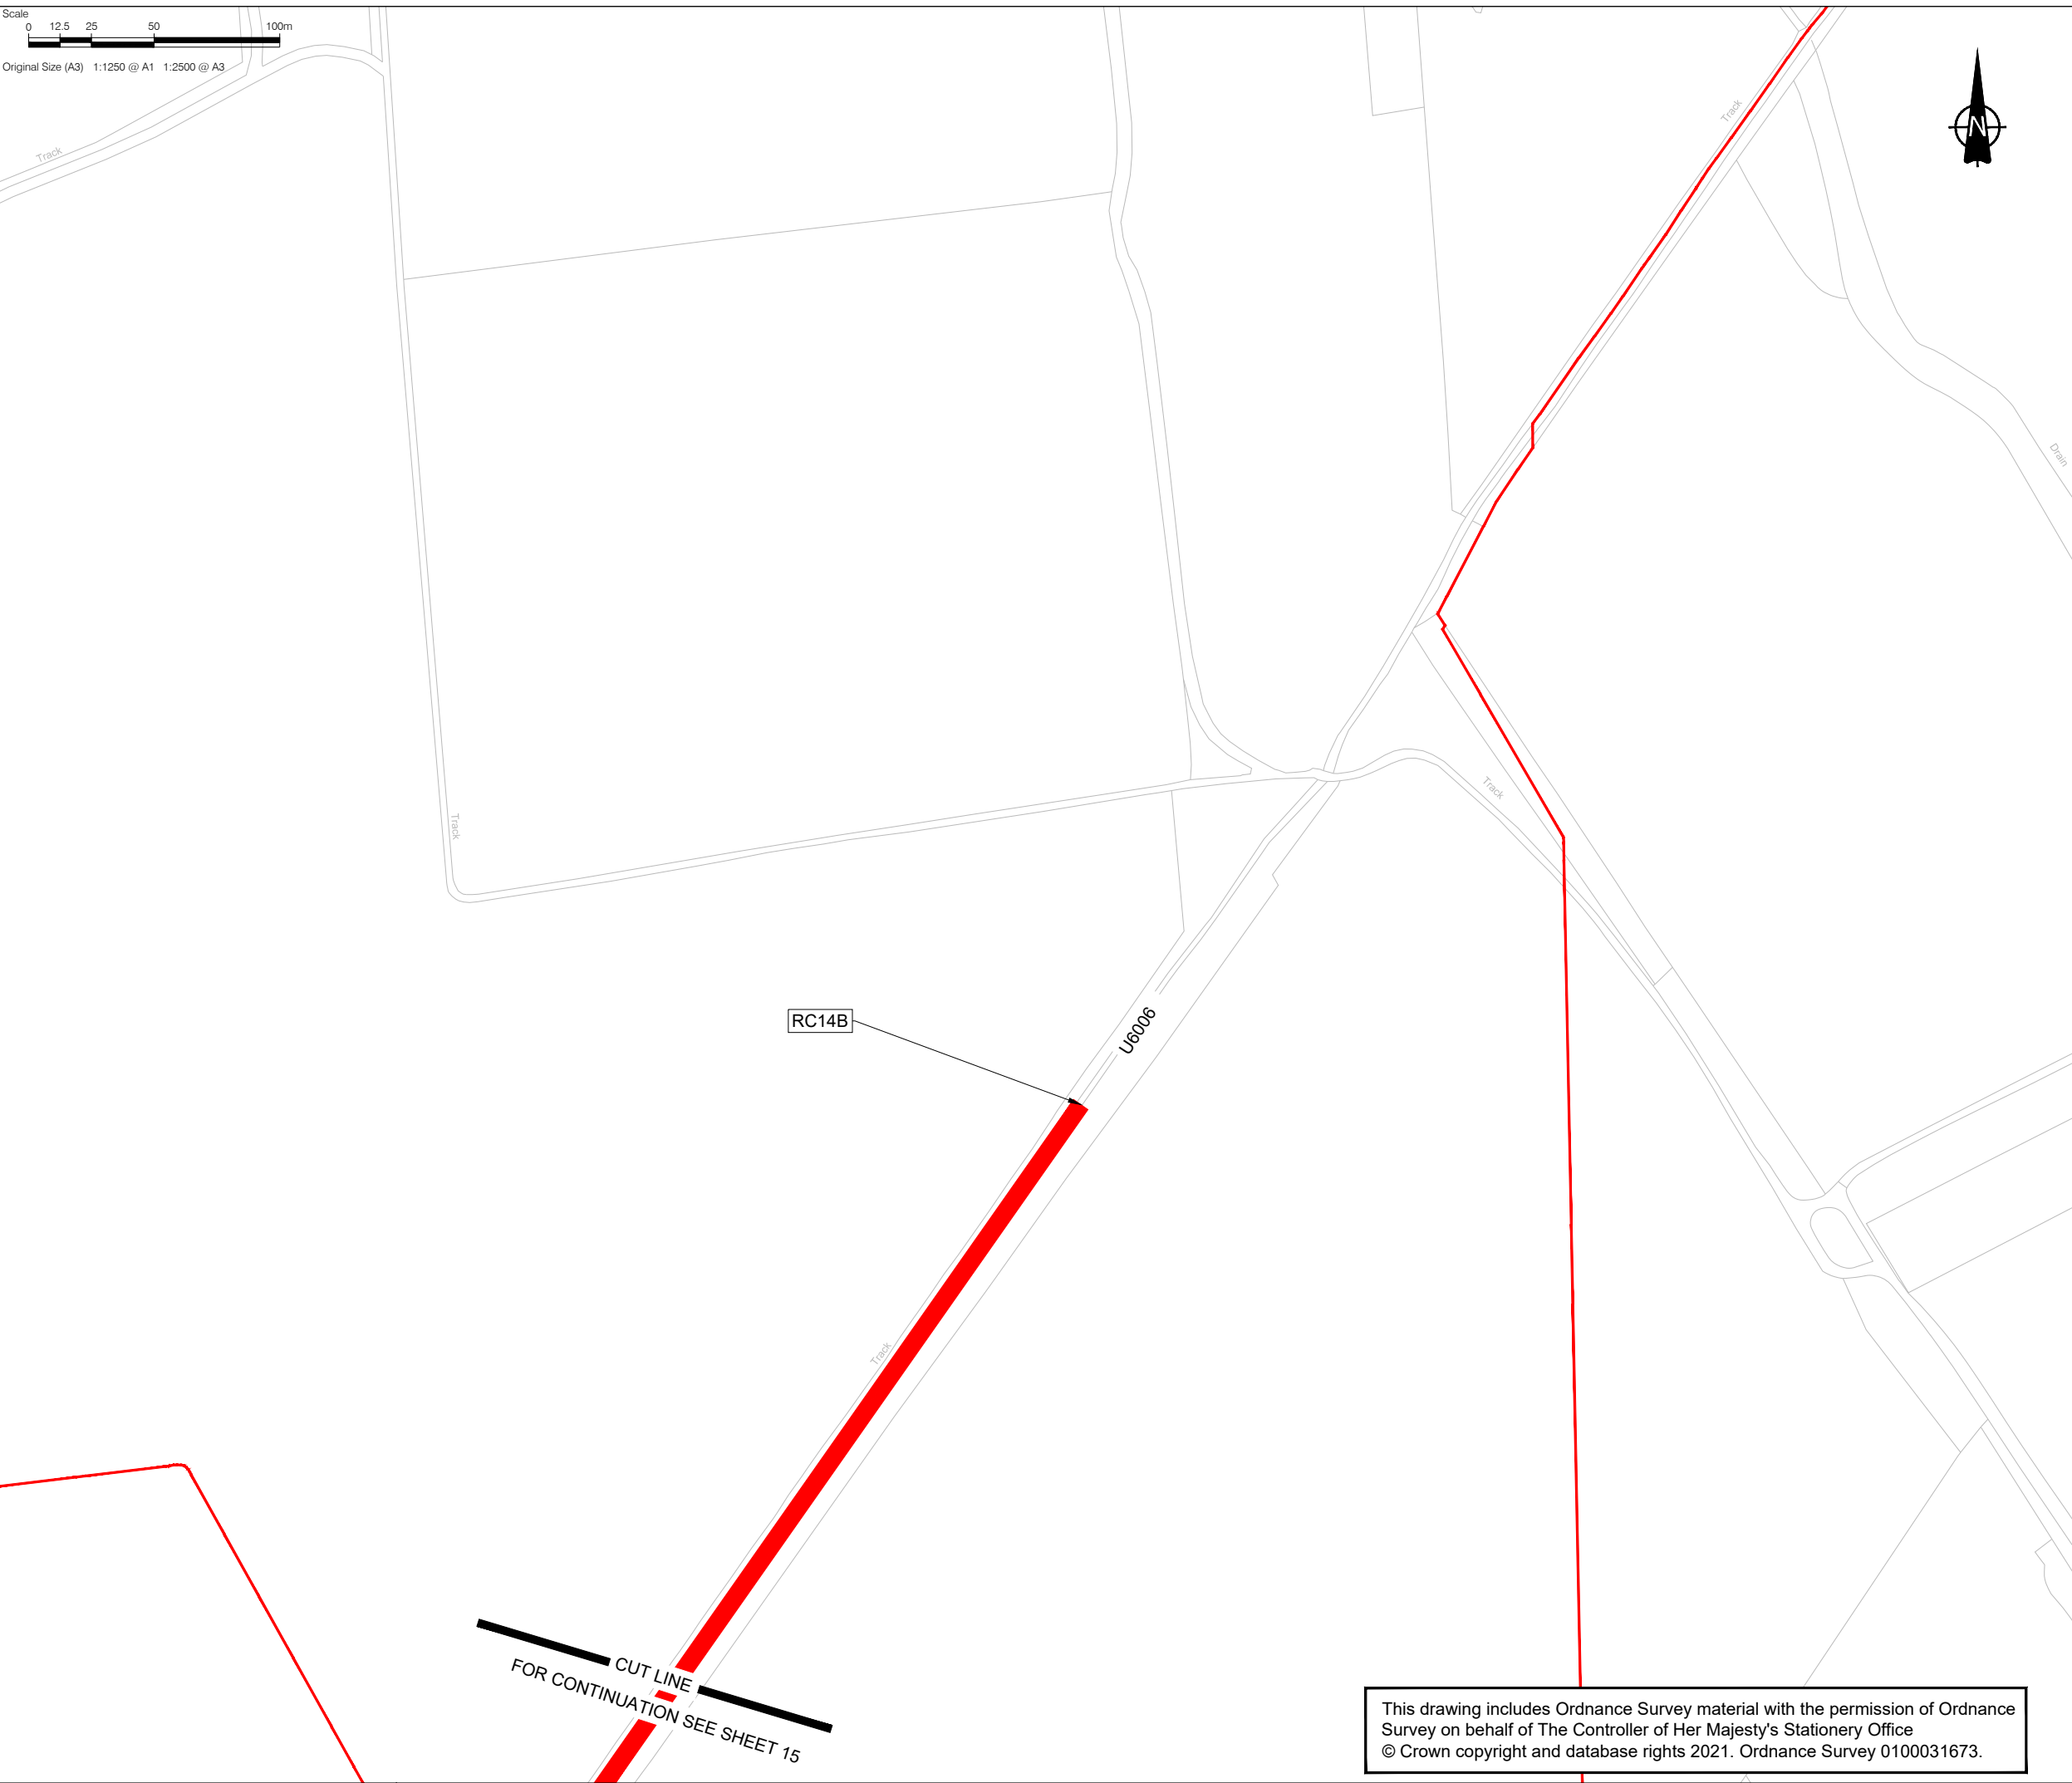 Scale
0 12.5 25 50 100m
Original Size (A3) 1:1250 @ A1 1:2500 @ A3
Track
Track
N
Drain
Track
Track
RC14B
U6006
Track
CUT LINE
FOR CONTINUATION SEE SHEET 15
This drawing includes Ordnance Survey material with the permission of Ordnance
Survey on behalf of The Controller of Her Majesty's Stationery Office
© Crown copyright and database rights 2021. Ordnance Survey 0100031673.